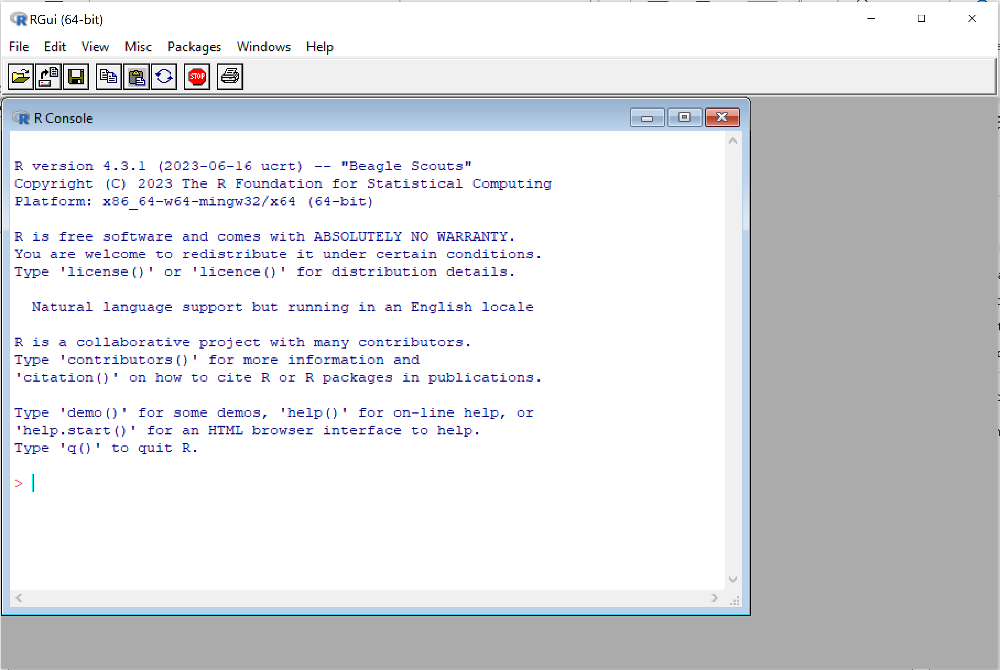 RGui (64-bit)
File Edit View Misc Packages Windows Help
STOP
R Console
R version 4.3.1 (2023-06-16 ucrt) -- "Beagle Scouts"
Copyright (C) 2023 The R Foundation for Statistical Computing
Platform: x86_64-w64-mingw32/x64 (64-bit)
R is free software and comes with ABSOLUTELY NO WARRANTY.
You are welcome to redistribute it under certain conditions.
Type 'license()' or 'licence()' for distribution details.
Natural language support but running in an English locale
R is a collaborative project with many contributors.
Type 'contributors()' for more information and
'citation()' on how to cite R or R packages in publications.
Type 'demo()' for some demos, 'help()' for on-line help, or
'help.start()' for an HTML browser interface to help.
Type 'q()' to quit R.
>